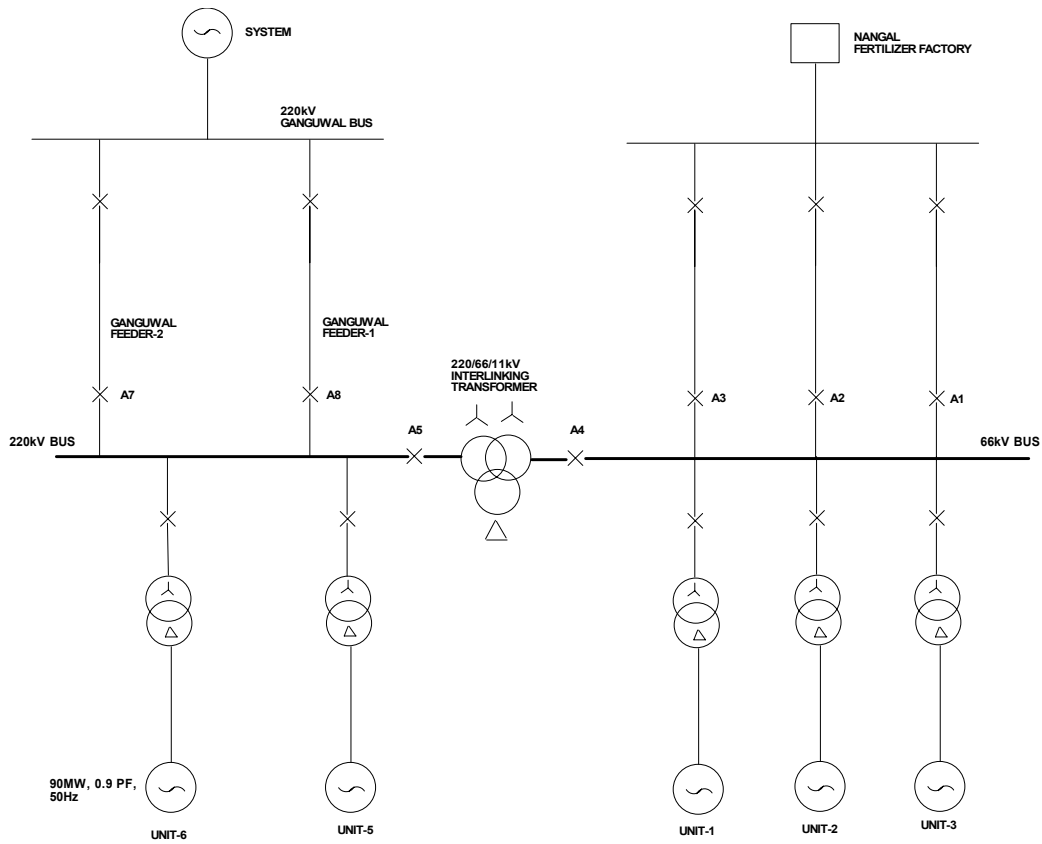 SYSTEM
NANGAL
FERTILIZER FACTORY
220kV
GANGUWAL BUS
GANGUWAL
FEEDER-2
GANGUWAL
FEEDER-1
220/66/11kV
INTERLINKING
TRANSFORMER
A7
A8
A3
A2
A1
220kV BUS
A5
A4
66kV BUS
90MW, 0.9 PF,
50Hz
UNIT-6
UNIT-5
UNIT-1
UNIT-2
UNIT-3